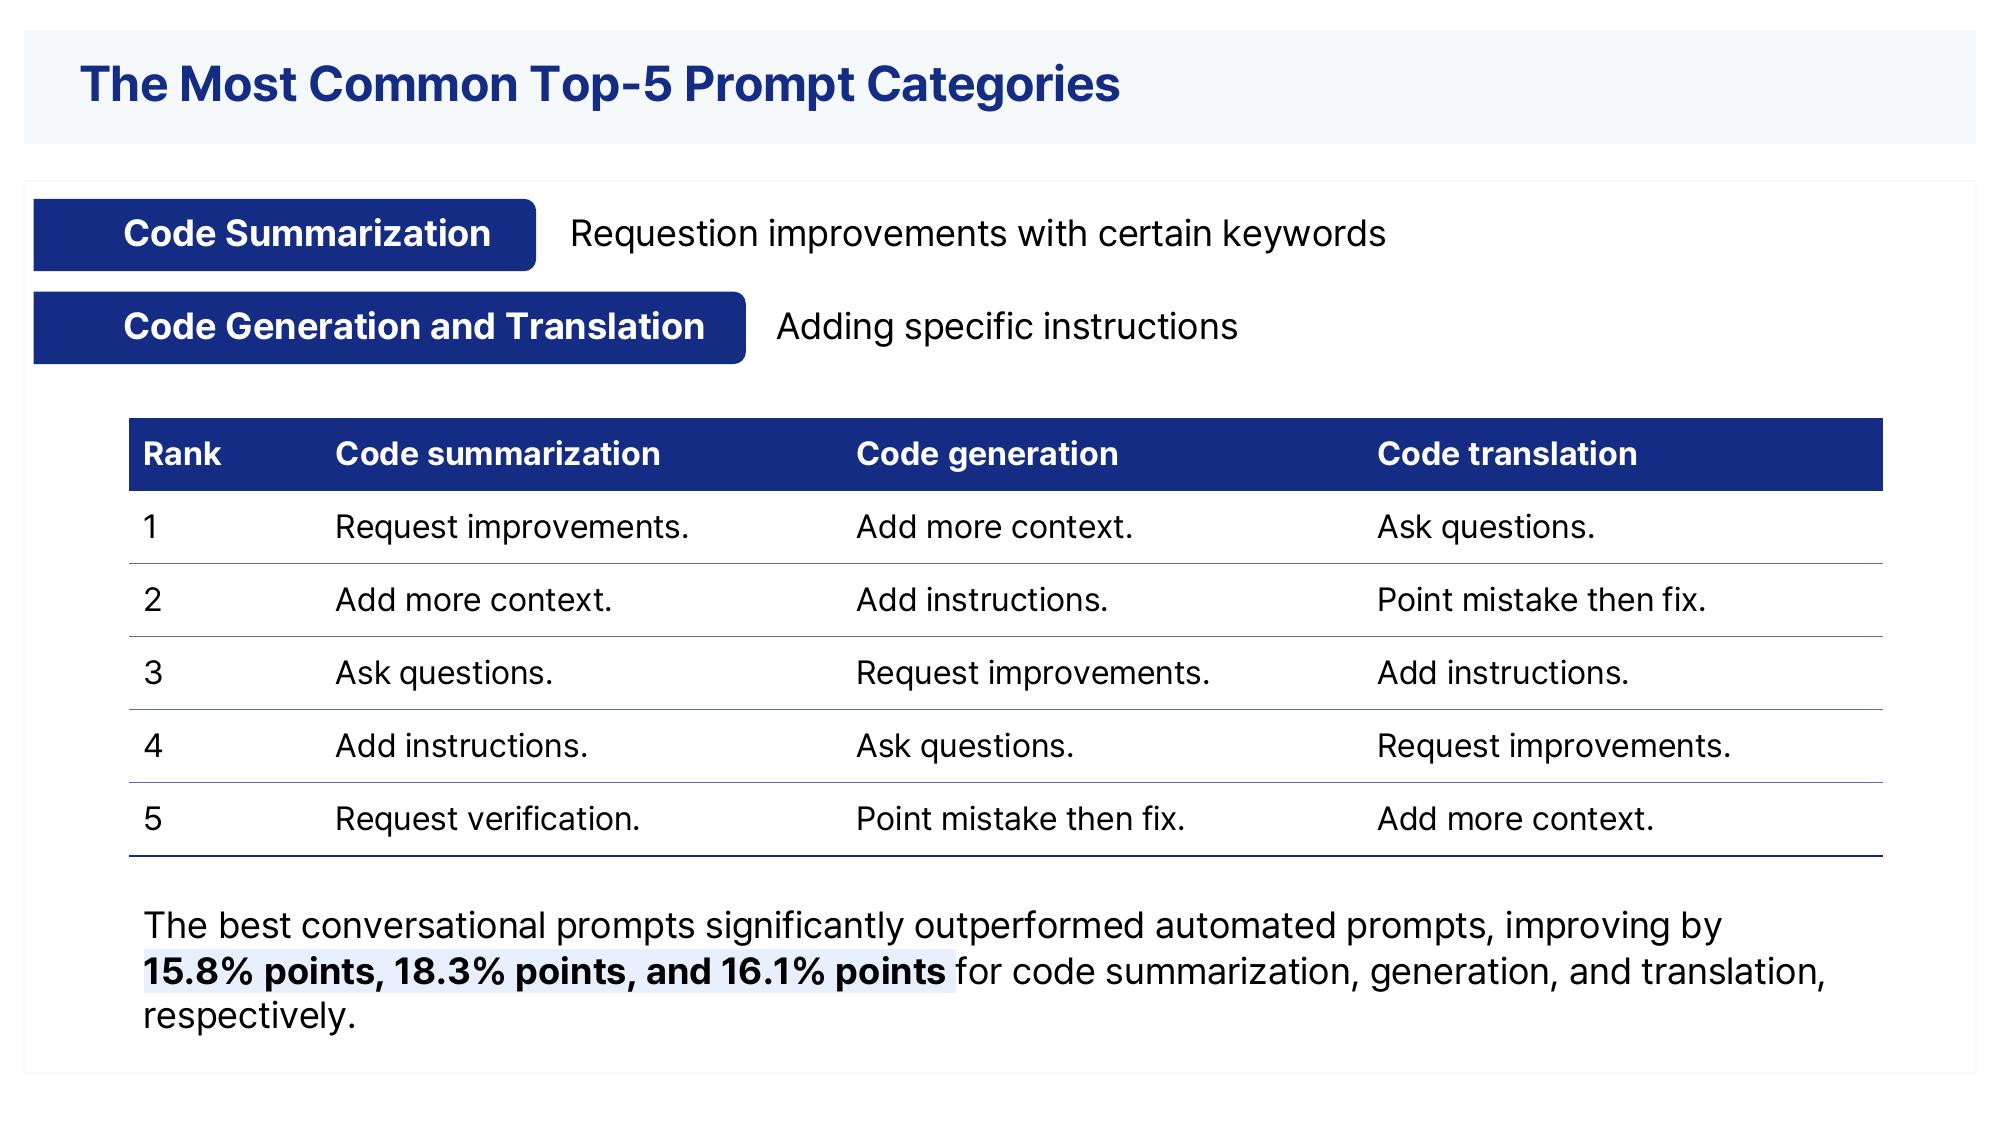 The Most Common Top-5 Prompt Categories
Code Summarization Requestion improvements with certain keywords
Code Generation and Translation Adding specific instructions
Rank Code summarization Code generation Code translation
1 Request improvements. Add more context. Ask questions.
2 Add more context. Add instructions. Point mistake then fix.
3 Ask questions. Request improvements. Add instructions.
4 Add instructions. Ask questions. Request improvements.
5 Request verification. Point mistake then fix. Add more context.
The best conversational prompts significantly outperformed automated prompts, improving by
15.8% points, 18.3% points, and 16.1% points for code summarization, generation, and translation,
respectively.